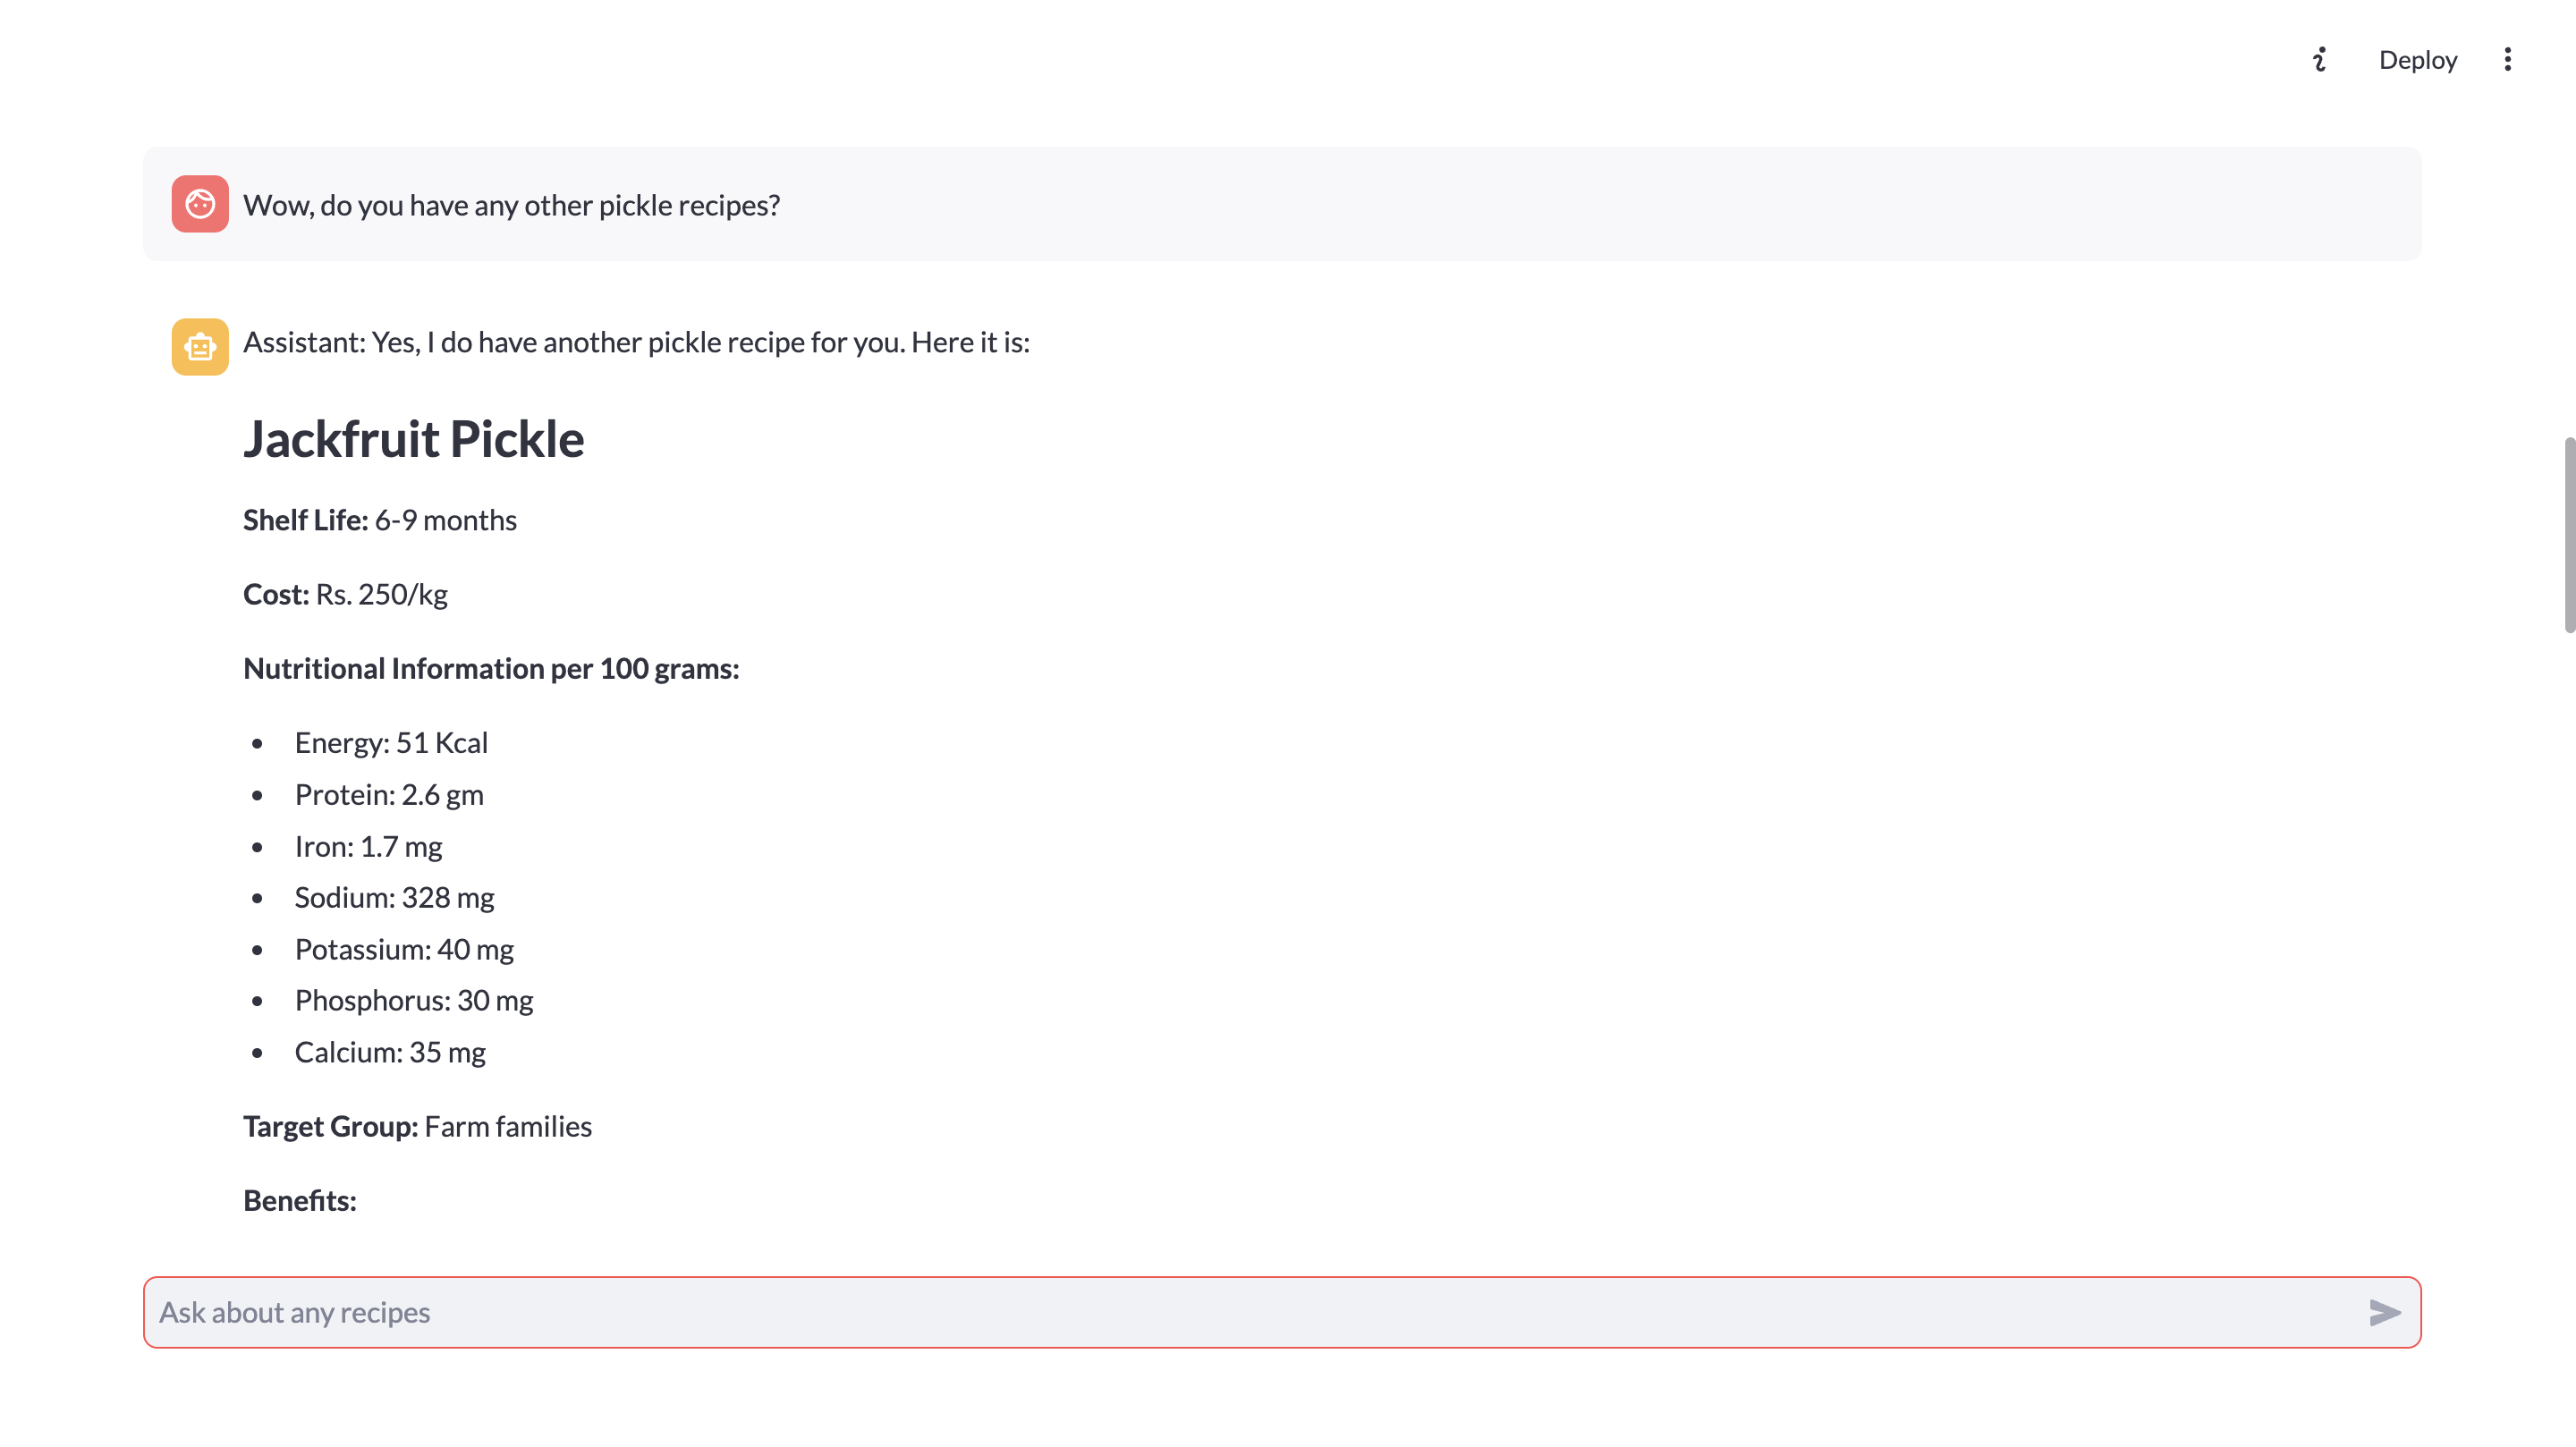 Deploy
Wow, do you have any other pickle recipes?
Assistant: Yes, I do have another pickle recipe for you. Here it is:
Jackfruit Pickle
Shelf Life: 6-9 months
Cost: Rs. 250/kg
Nutritional Information per 100 grams:
Energy: 51 Kcal
Protein: 2.6 gm
Iron: 1.7 mg
Sodium: 328 mg
Potassium: 40 mg
Phosphorus: 30 mg
Calcium: 35 mg
Target Group: Farm families
Benefits:
Ask about any recipes